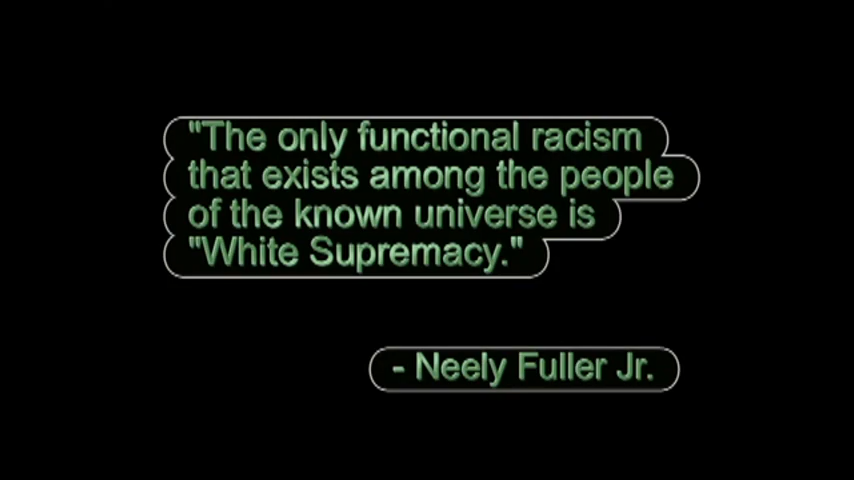 "The only functional racism
that exists among the people
of the known universe is
"White Supremacy."
- Neely Fuller Jr.